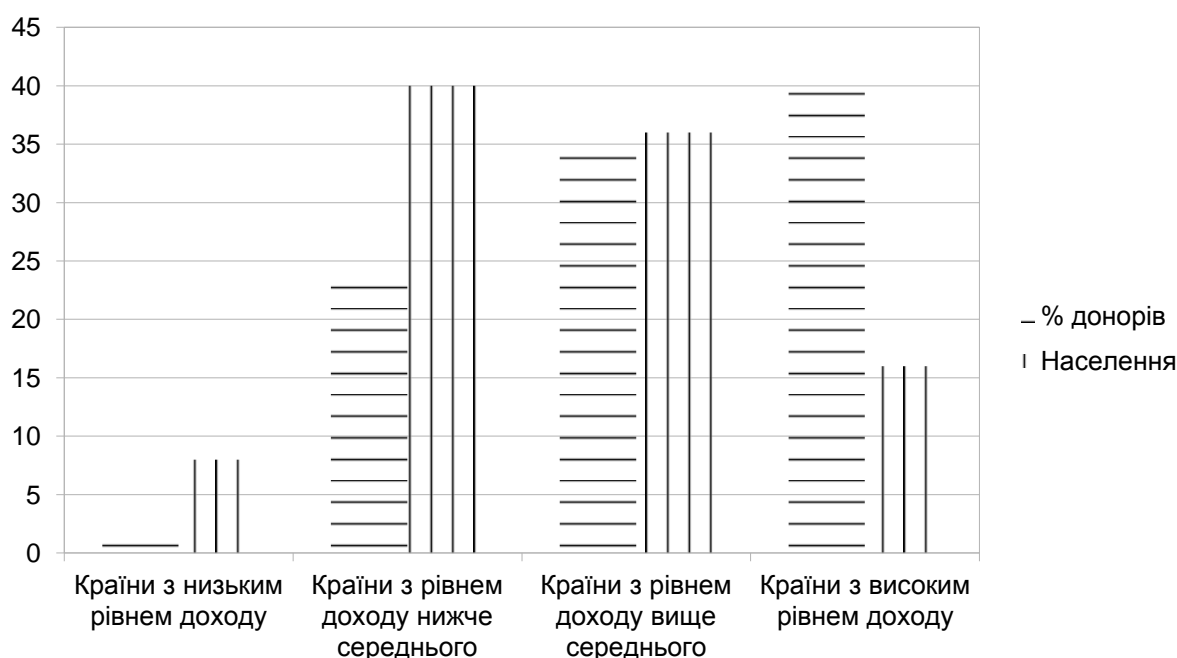 45
40
35
30
25
20
15
10
5
0
Країни з низьким
рівнем доходу
Країни з рівнем
доходу нижче
середнього
Країни з рівнем
доходу вище
середнього
Країни з високим
рівнем доходу
% донорів
Населення